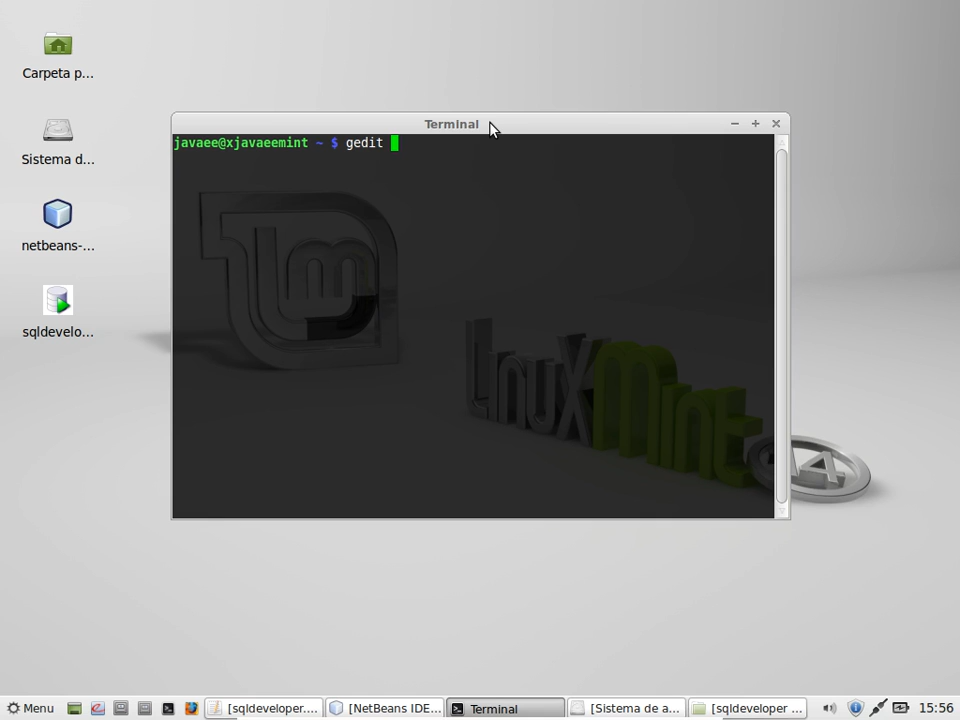 Carpeta p...
Sistema d...
netbeans-...
sqldevelo...
Terminal
javaee@xjavaeemint ~ $ gedit
LinuxMint
Menu
[sqldeveloper....
[NetBeans IDE...
Terminal
[Sistema de a...
[sqldeveloper ...
15:56